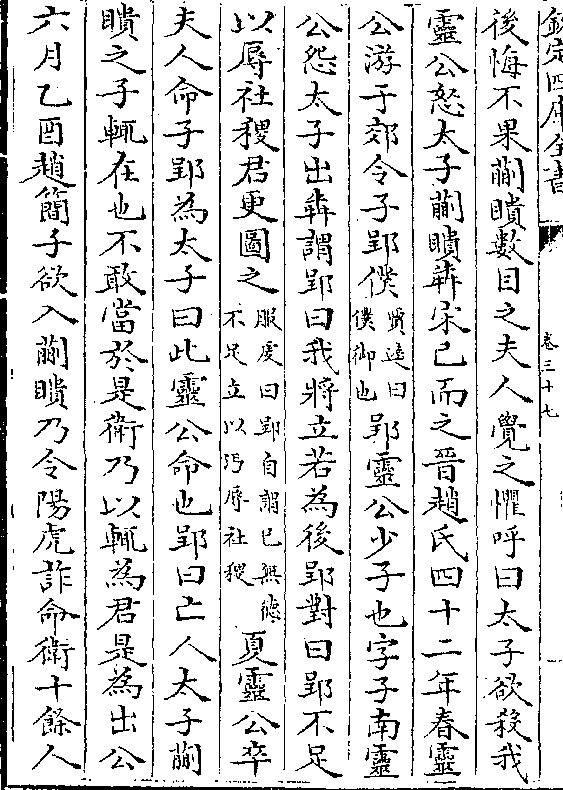 欽定四庫全書
卷三十七
後悔不果蒯聵數目之夫人覺之懼呼曰太子欲殺我
靈公怒太子蒯聵犇宋已而之晉趙氏四十二年春靈
公游于郊令子郢僕賈逵曰僕御也郢靈公少子也字子南靈
公怨太子出犇謂郢曰我將立若為後郢對曰郢不足
以辱社稷君更圖之服虔曰郢自謂已無德不足立以汚辱社稷夏靈公卒
夫人命子郢為太子曰此靈公命也郢曰亡人太子蒯
聵之子輒在也不敢當於是衛乃以輒為君是為出公
六月乙酉趙簡子欲入蒯聵乃令陽虎詐命衛十餘人